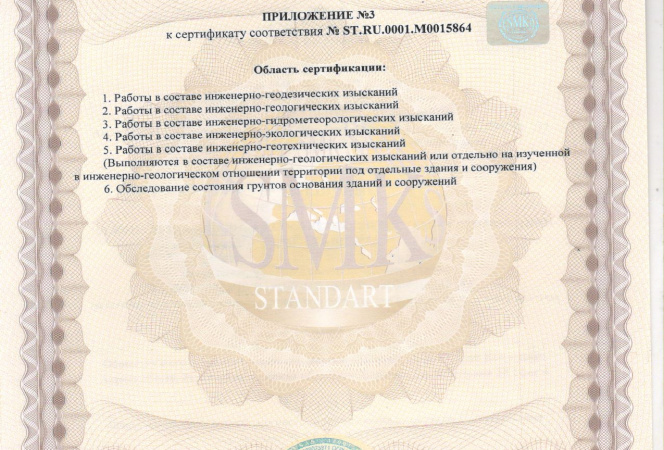 ПРИЛОЖЕНИЕ №3
к сертификату соответствия № ST.RU.0001.M0015864
SMK
Область сертификации:
1. Работы в составе инженерно-геодезических изысканий
2. Работы в составе инженерно-геологических изысканий
3. Работы в составе инженерно-гидрометеорологических изысканий
4. Работы в составе инженерно-экологических изысканий
5. Работы в составе инженерно-геотехнических изысканий
(Выполняются в составе инженерно-геологических изысканий или отдельно на изученной
в инженерно-геологическом отношении территории под отдельные здания и сооружения)
6. Обследование состояния грунтов основания зданий и сооружений
SMK
STANDART